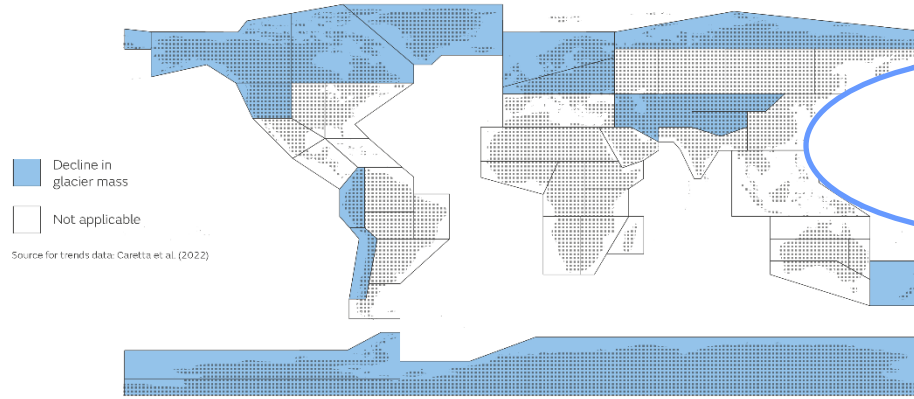 Decline in
glacier mass
Not applicable
Source for trends data: Caretta et al. (2022)